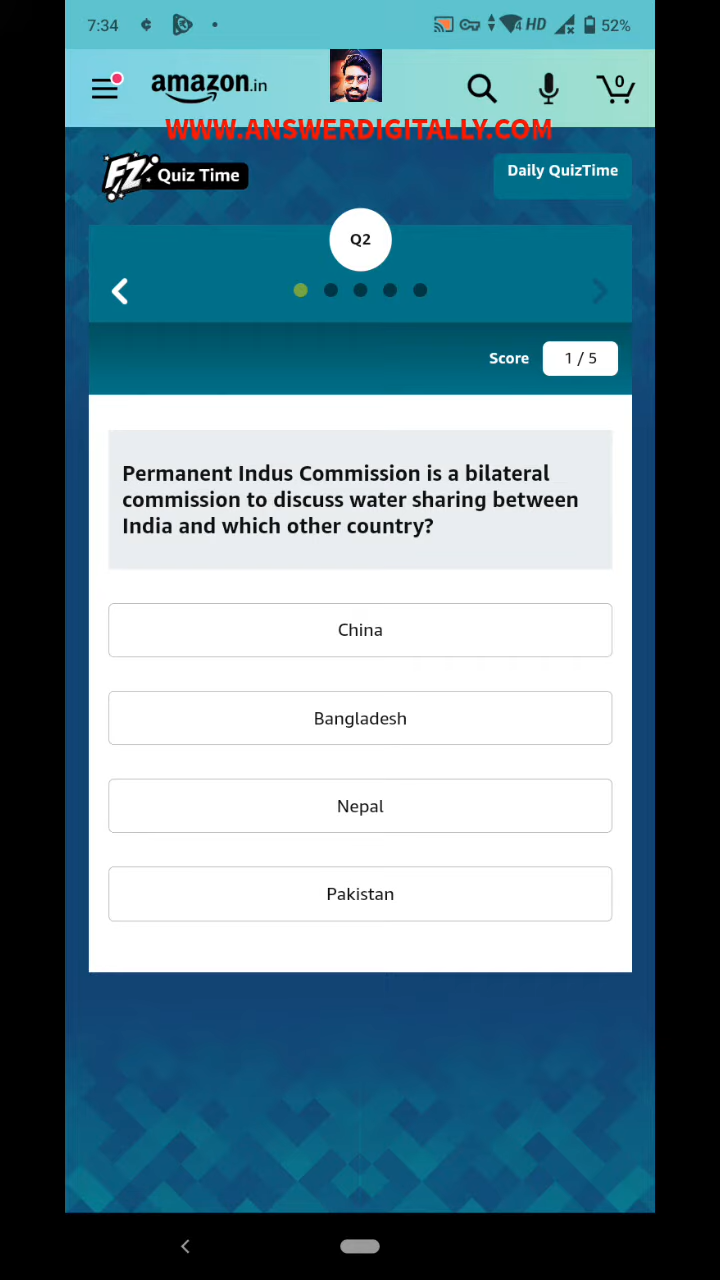 7:34
4 HD
52%
amazon.in
0
WWW.ANSWERDIGITALLY.COM
FZ Quiz Time
Daily QuizTime
Q2
Score 1 / 5
Permanent Indus Commission is a bilateral
commission to discuss water sharing between
India and which other country?
China
Bangladesh
Nepal
Pakistan